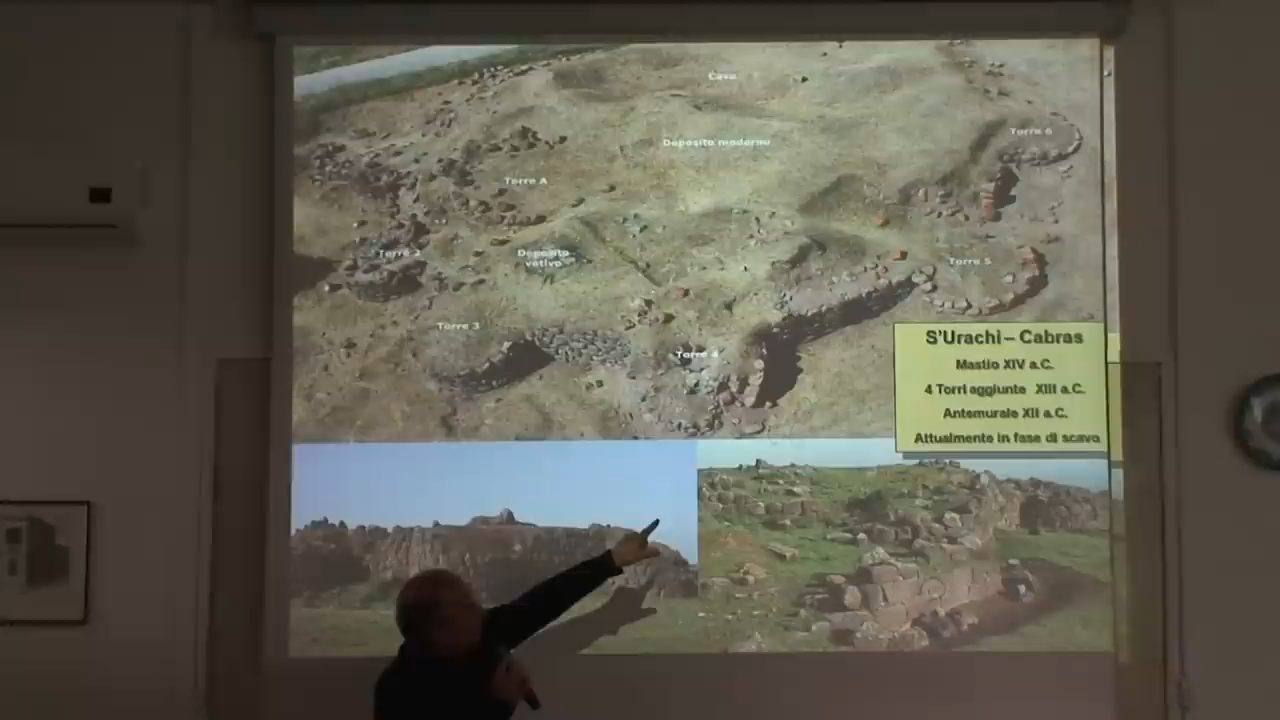 Cava
Torre 6
Deposito moderno
Torre A
Torre 2
Deposito
votivo
Torre 5
Torre 3
Torre 4
S'Urachi – Cabras
Mastio XIV a.C.
4 Torri aggiunte XIII a.C.
Antemurale XII a.C.
Attualmente in fase di scavo